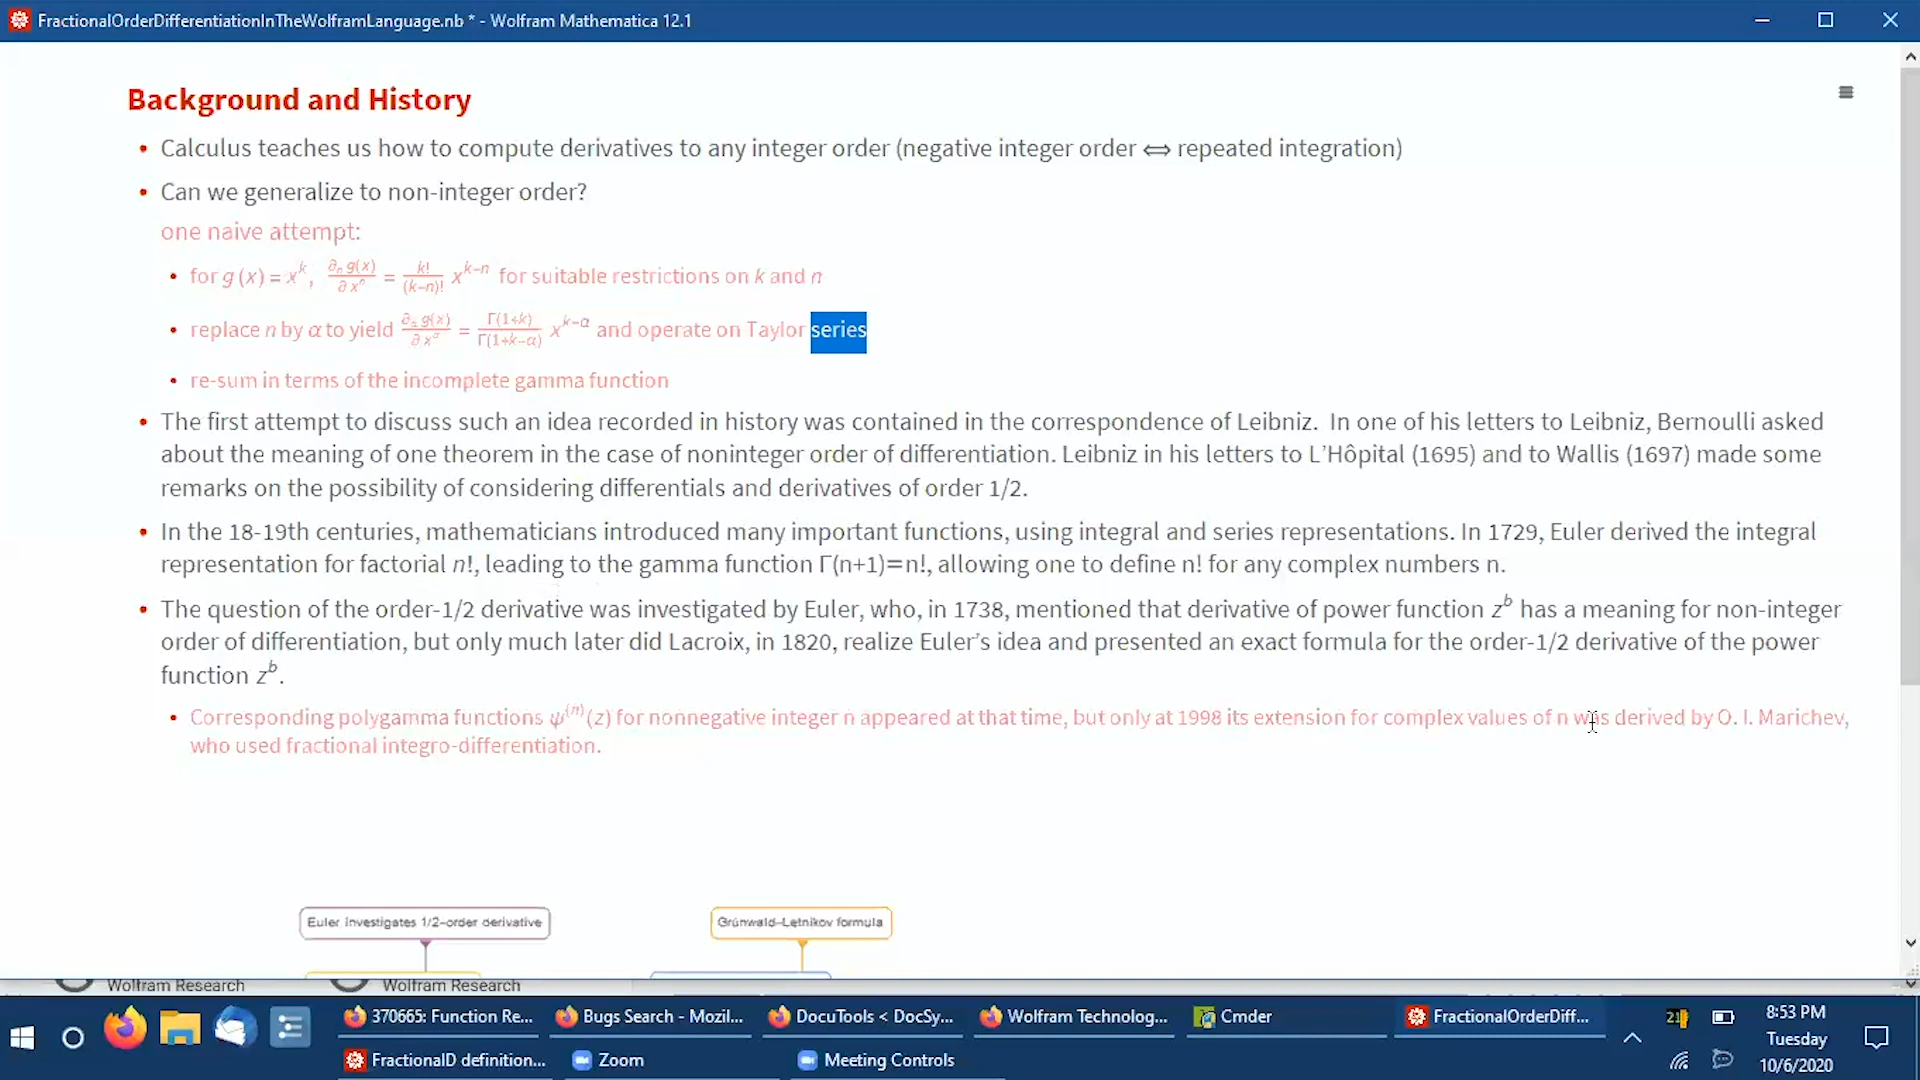 FractionalOrderDifferentiationInTheWolframLanguage.nb * - Wolfram Mathematica 12.1
Background and History
• Calculus teaches us how to compute derivatives to any integer order (negative integer order ⟺ repeated integration)
• Can we generalize to non-integer order?
one naive attempt:
• for g (x) = x^k, ∂_n g(x)/∂ x^n = k!/(k−n)! x^(k−n) for suitable restrictions on k and n
• replace n by α to yield ∂_α g(x)/∂ x^α = Γ(1+k)/Γ(1+k−α) x^(k−α) and operate on Taylor series
• re-sum in terms of the incomplete gamma function
• The first attempt to discuss such an idea recorded in history was contained in the correspondence of Leibniz. In one of his letters to Leibniz, Bernoulli asked
about the meaning of one theorem in the case of noninteger order of differentiation. Leibniz in his letters to L’Hôpital (1695) and to Wallis (1697) made some
remarks on the possibility of considering differentials and derivatives of order 1/2.
• In the 18-19th centuries, mathematicians introduced many important functions, using integral and series representations. In 1729, Euler derived the integral
representation for factorial n!, leading to the gamma function Γ(n+1)=n!, allowing one to define n! for any complex numbers n.
• The question of the order-1/2 derivative was investigated by Euler, who, in 1738, mentioned that derivative of power function z^b has a meaning for non-integer
order of differentiation, but only much later did Lacroix, in 1820, realize Euler’s idea and presented an exact formula for the order-1/2 derivative of the power
function z^b.
• Corresponding polygamma functions ψ^(n)(z) for nonnegative integer n appeared at that time, but only at 1998 its extension for complex values of n was derived by O. I. Marichev,
who used fractional integro-differentiation.
Euler investigates 1/2-order derivative
Grünwald–Letnikov formula
Wolfram Research
Wolfram Research
370665: Function Re...
Bugs Search - Mozil...
DocuTools < DocSy...
Wolfram Technolog...
Cmder
FractionalOrderDiff...
FractionalD definition...
Zoom
Meeting Controls
21
8:53 PM
Tuesday
10/6/2020